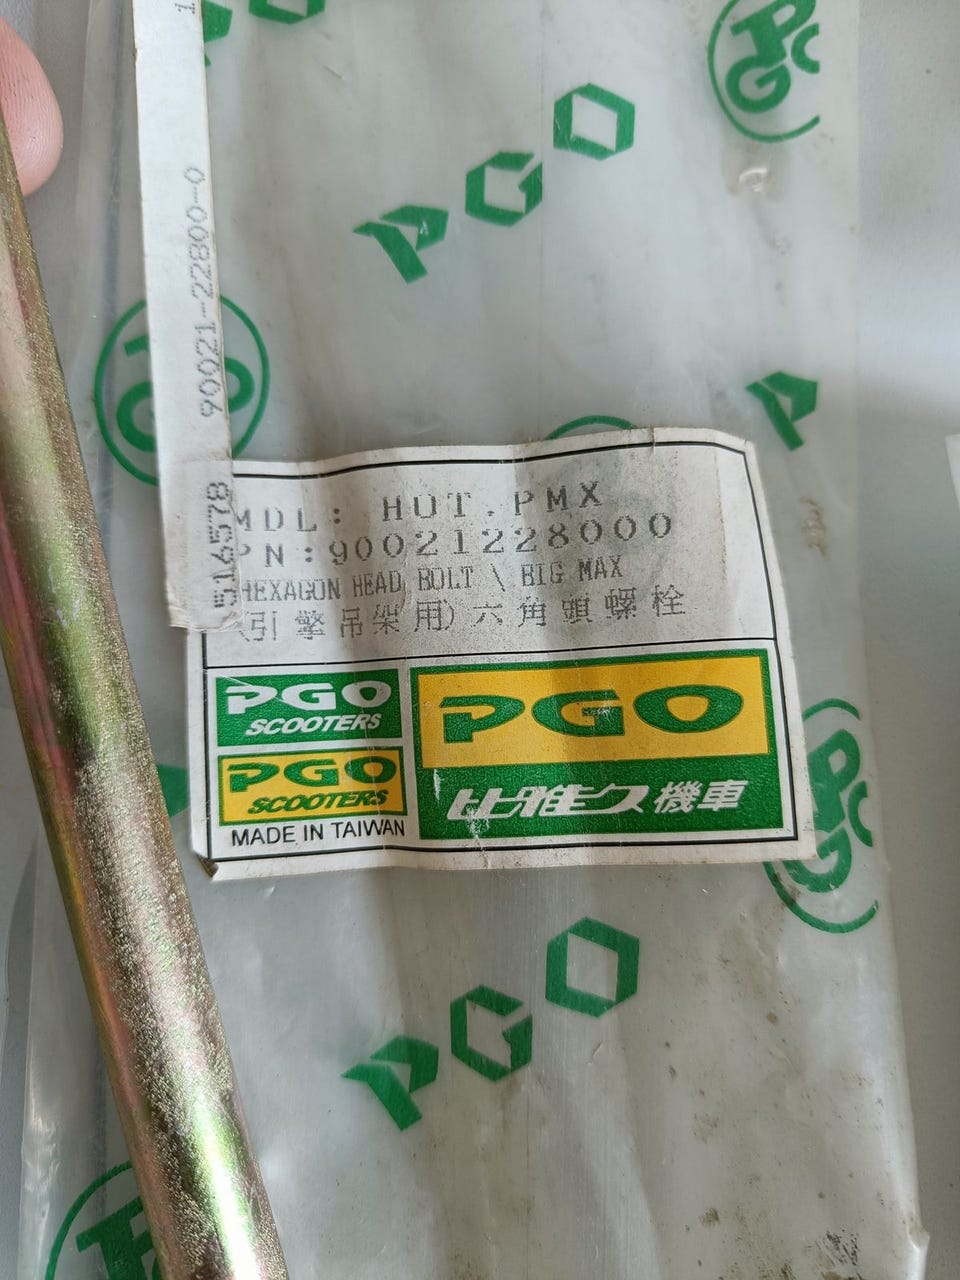 PGO
PGO
90021-22800-0
516578
MDL: HUT.PMX
PN:90021228000
HEXAGON HEAD BOLT \ BIG MAX
(引擎吊架用)六角頭螺栓
PGO
SCOOTERS
PGO
SCOOTERS
MADE IN TAIWAN
PGO
比雅久機車
PGO
PGO